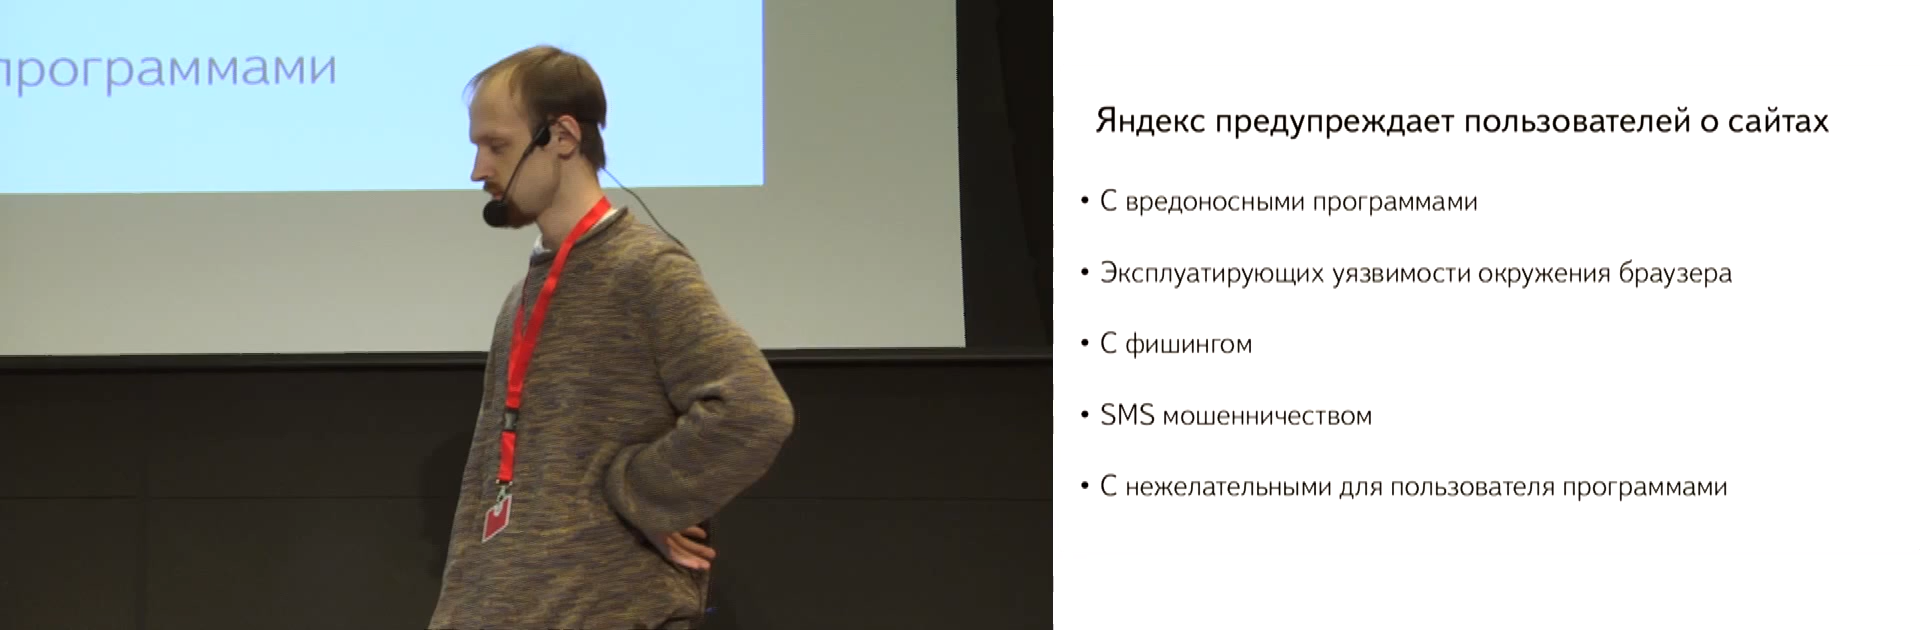 программами
Яндекс предупреждает пользователей о сайтах
• С вредоносными программами
• Эксплуатирующих уязвимости окружения браузера
• С фишингом
• SMS мошенничеством
• С нежелательными для пользователя программами